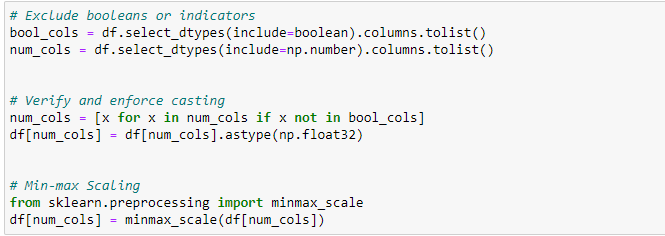 # Exclude booleans or indicators
bool_cols = df.select_dtypes(include=boolean).columns.tolist()
num_cols = df.select_dtypes(include=np.number).columns.tolist()
# Verify and enforce casting
num_cols = [x for x in num_cols if x not in bool_cols]
df[num_cols] = df[num_cols].astype(np.float32)
# Min-max Scaling
from sklearn.preprocessing import minmax_scale
df[num_cols] = minmax_scale(df[num_cols])